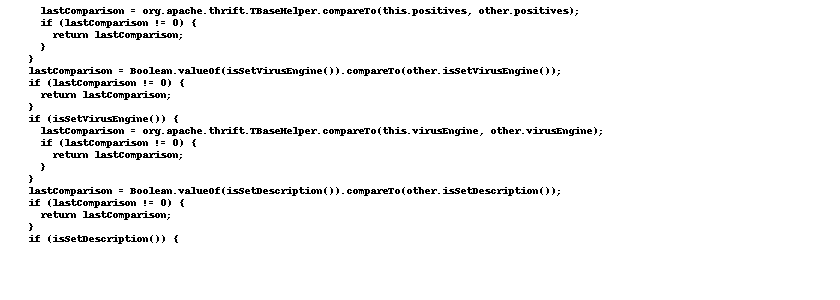 lastComparison = org.apache.thrift.TBaseHelper.compareTo(this.positives, other.positives);
if (lastComparison != 0) {
return lastComparison;
}
}
lastComparison = Boolean.valueOf(isSetVirusEngine()).compareTo(other.isSetVirusEngine());
if (lastComparison != 0) {
return lastComparison;
}
if (isSetVirusEngine()) {
lastComparison = org.apache.thrift.TBaseHelper.compareTo(this.virusEngine, other.virusEngine);
if (lastComparison != 0) {
return lastComparison;
}
}
lastComparison = Boolean.valueOf(isSetDescription()).compareTo(other.isSetDescription());
if (lastComparison != 0) {
return lastComparison;
}
if (isSetDescription()) {